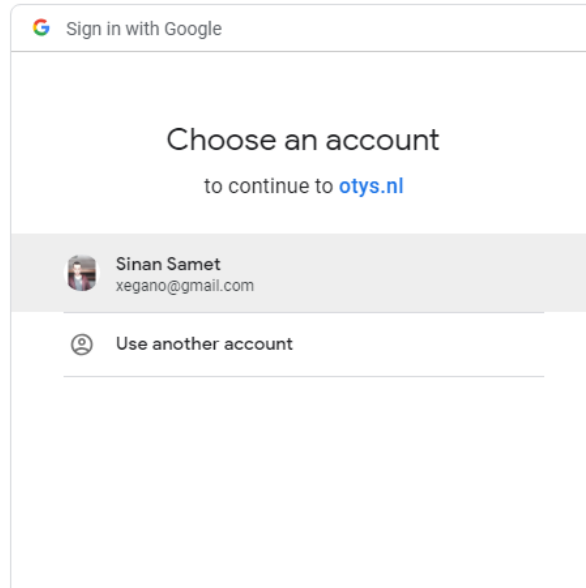 Sign in with Google
Choose an account
to continue to otys.nl
Sinan Samet
xegano@gmail.com
Use another account